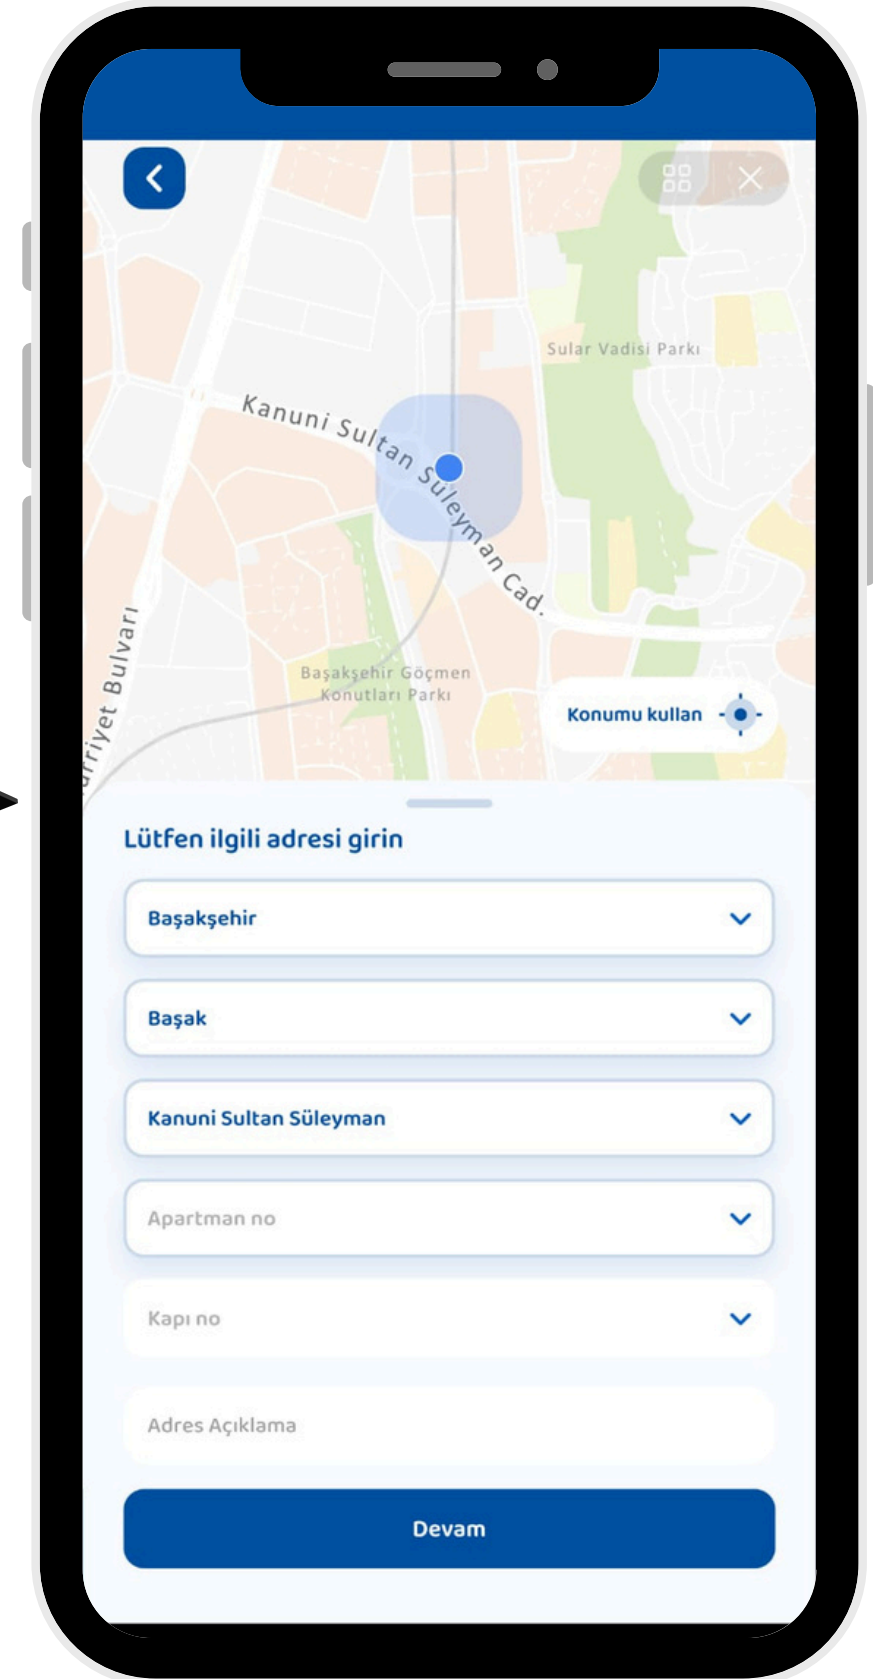 Sular Vadisi Parkı
Kanuni Sultan Süleyman Cad.
Bulvarı
Başakşehir Göçmen
Konutları Parkı
Konumu kullan
Lütfen ilgili adresi girin
Başakşehir
Başak
Kanuni Sultan Süleyman
Apartman no
Kapı no
Adres Açıklama
Devam